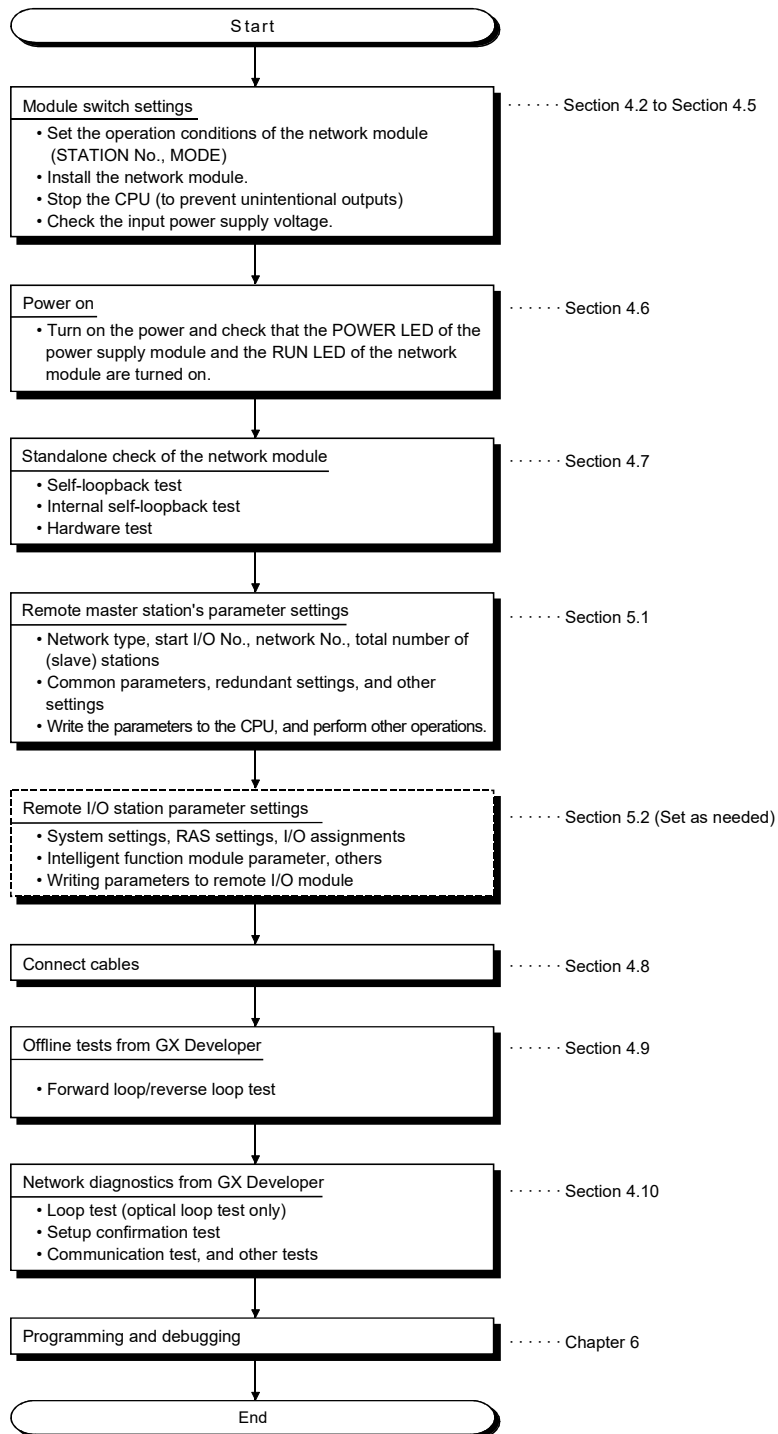 Start
Module switch settings
· · · · · · Section 4.2 to Section 4.5
• Set the operation conditions of the network module
(STATION No., MODE)
• Install the network module.
• Stop the CPU (to prevent unintentional outputs)
• Check the input power supply voltage.
Power on
· · · · · · Section 4.6
• Turn on the power and check that the POWER LED of the
power supply module and the RUN LED of the network
module are turned on.
Standalone check of the network module
· · · · · · Section 4.7
• Self-loopback test
• Internal self-loopback test
• Hardware test
Remote master station's parameter settings
· · · · · · Section 5.1
• Network type, start I/O No., network No., total number of
(slave) stations
• Common parameters, redundant settings, and other
settings
• Write the parameters to the CPU, and perform other operations.
Remote I/O station parameter settings
· · · · · · Section 5.2 (Set as needed)
• System settings, RAS settings, I/O assignments
• Intelligent function module parameter, others
• Writing parameters to remote I/O module
Connect cables
· · · · · · Section 4.8
Offline tests from GX Developer
· · · · · · Section 4.9
• Forward loop/reverse loop test
Network diagnostics from GX Developer
· · · · · · Section 4.10
• Loop test (optical loop test only)
• Setup confirmation test
• Communication test, and other tests
Programming and debugging
· · · · · · Chapter 6
End